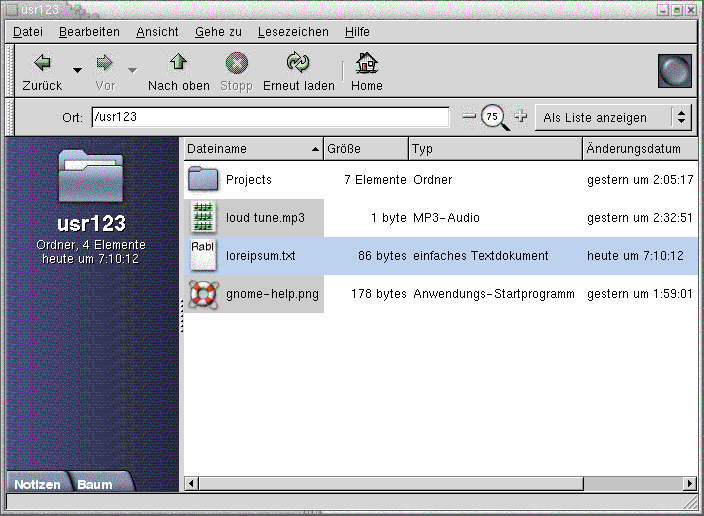 usr123
Datei Bearbeiten Ansicht Gehe zu Lesezeichen Hilfe
Zurück Vor Nach oben Stopp Erneut laden Home
Ort: /usr123 75 Als Liste anzeigen
Dateiname Größe Typ Änderungsdatum
Projects 7 Elemente Ordner gestern um 2:05:17
loud tune.mp3 1 byte MP3-Audio gestern um 2:32:51
Rabl loreipsum.txt 86 bytes einfaches Textdokument heute um 7:10:12
gnome-help.png 178 bytes Anwendungs-Startprogramm gestern um 1:59:01
usr123
Ordner, 4 Elemente
heute um 7:10:12
Notizen Baum